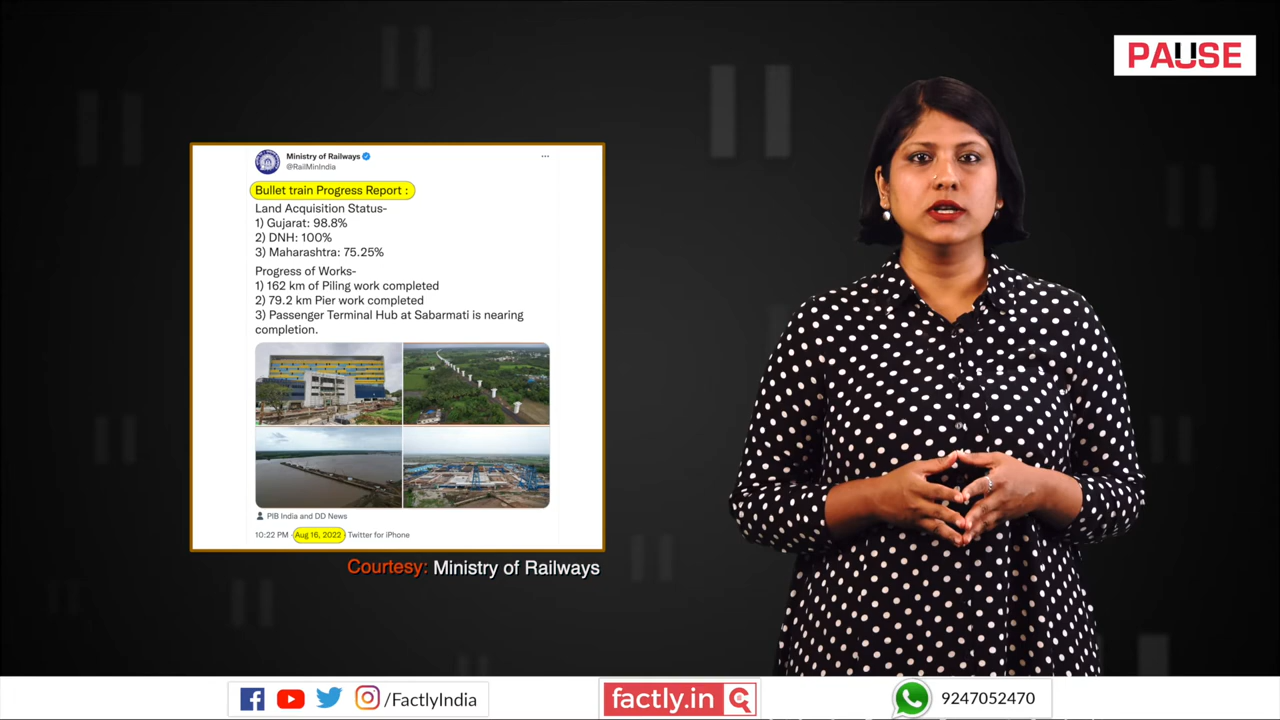 PAUSE
Ministry of Railways
@RailMinIndia
Bullet train Progress Report :
Land Acquisition Status-
1) Gujarat: 98.8%
2) DNH: 100%
3) Maharashtra: 75.25%
Progress of Works-
1) 162 km of Piling work completed
2) 79.2 km Pier work completed
3) Passenger Terminal Hub at Sabarmati is nearing
completion.
PIB India and DD News
10:22 PM · Aug 16, 2022 · Twitter for iPhone
Courtesy: Ministry of Railways
/FactlyIndia
factly.in
9247052470